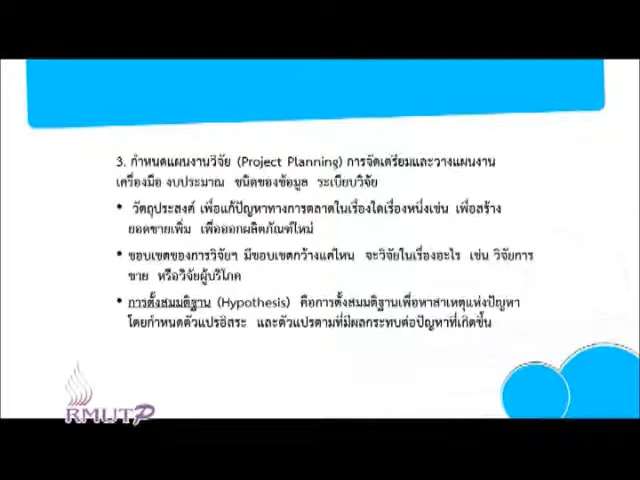 3. กำหนดแผนงานวิจัย (Project Planning) การจัดเตรียมและวางแผนงาน
เครื่องมือ งบประมาณ ชนิดของข้อมูล ระเบียบวิจัย
• วัตถุประสงค์ เพื่อแก้ปัญหาทางการตลาดในเรื่องใดเรื่องหนึ่งเช่น เพื่อสร้าง
ยอดขายเพิ่ม เพื่อออกผลิตภัณฑ์ใหม่
• ขอบเขตของการวิจัยฯ มีขอบเขตกว้างแค่ไหน จะวิจัยในเรื่องอะไร เช่น วิจัยการ
ขาย หรือวิจัยผู้บริโภค
• การตั้งสมมติฐาน (Hypothesis) คือการตั้งสมมติฐานเพื่อหาสาเหตุแห่งปัญหา
โดยกำหนดตัวแปรอิสระ และตัวแปรตามที่มีผลกระทบต่อปัญหาที่เกิดขึ้น
RMUTP